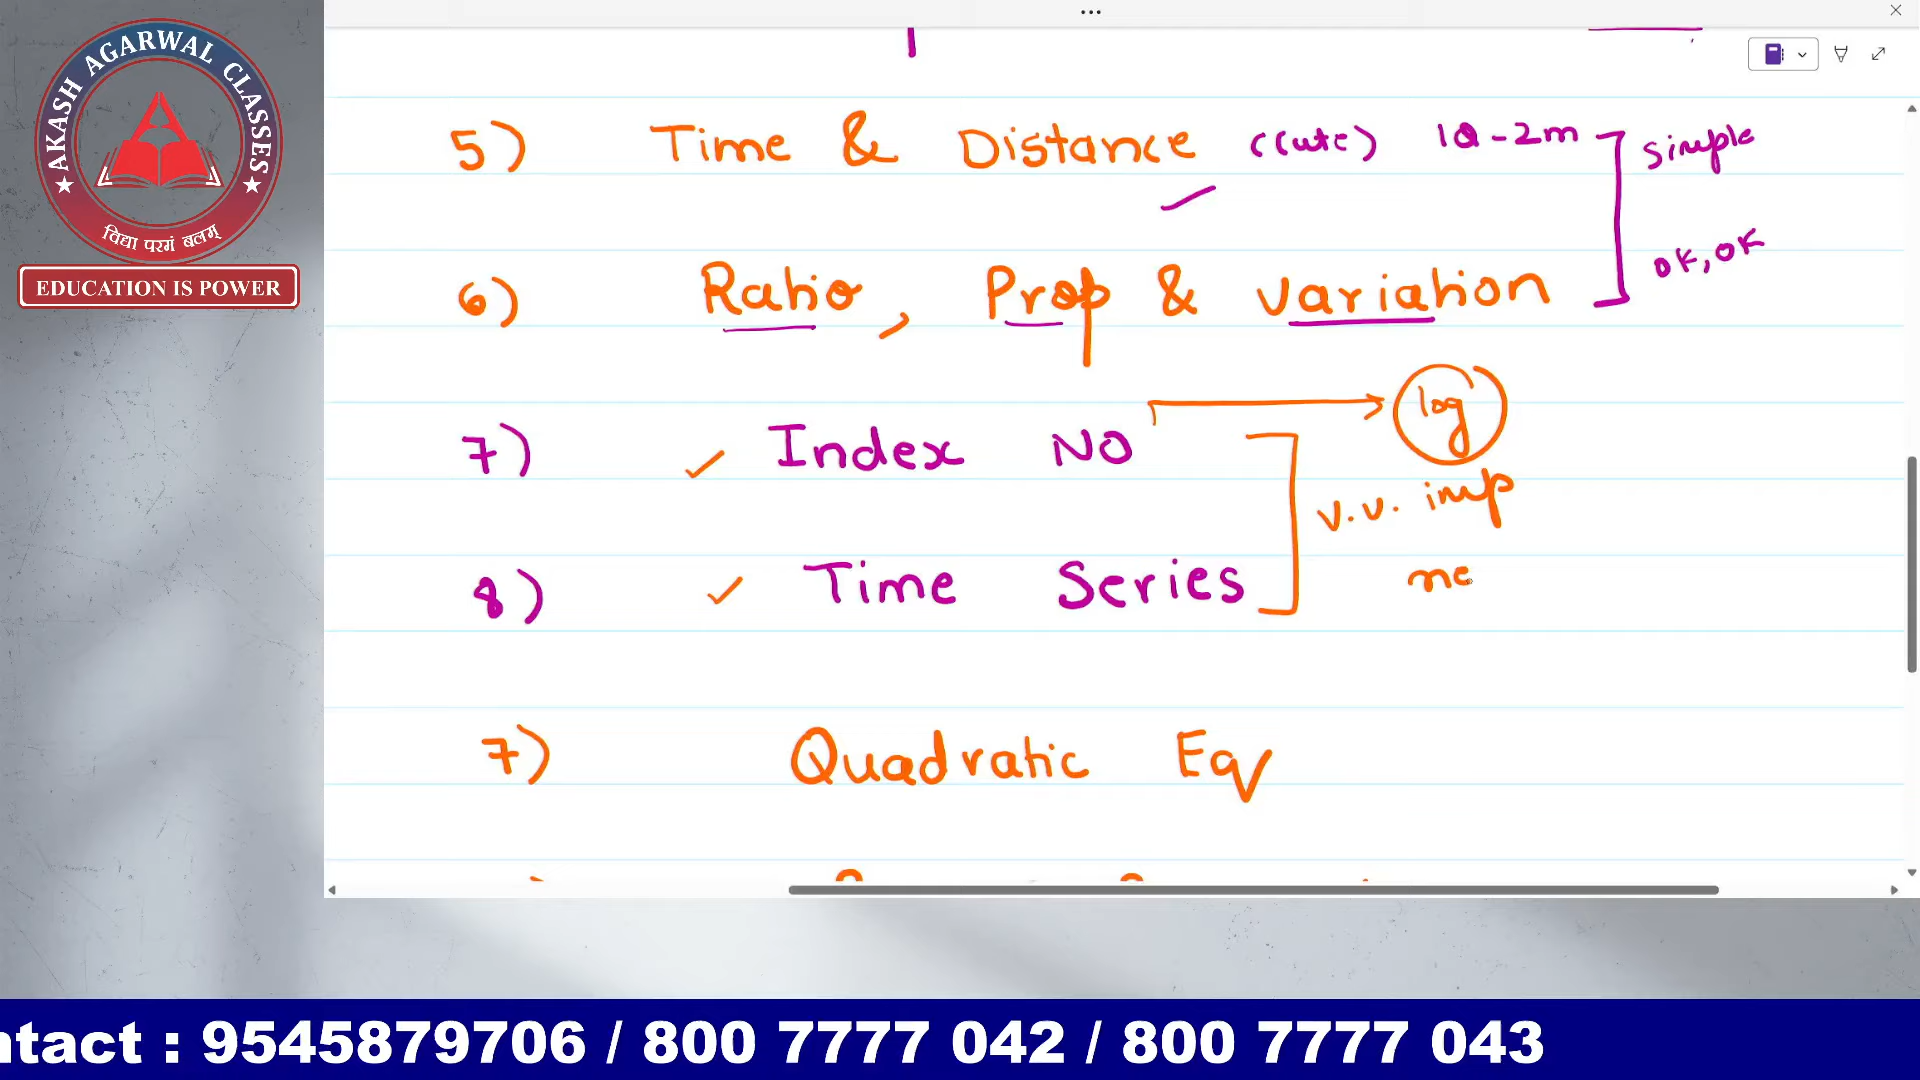 AKASH AGARWAL CLASSES
विद्या परमं बलम्
EDUCATION IS POWER
5) Time & Distance (Cute) 1Q - 2m simple
6) Ratio, Prop & variation OK, OK
7) Index NO log
v.v. imp
8) Time Series me
7) Quadratic Eq
ntact : 9545879706 / 800 7777 042 / 800 7777 043